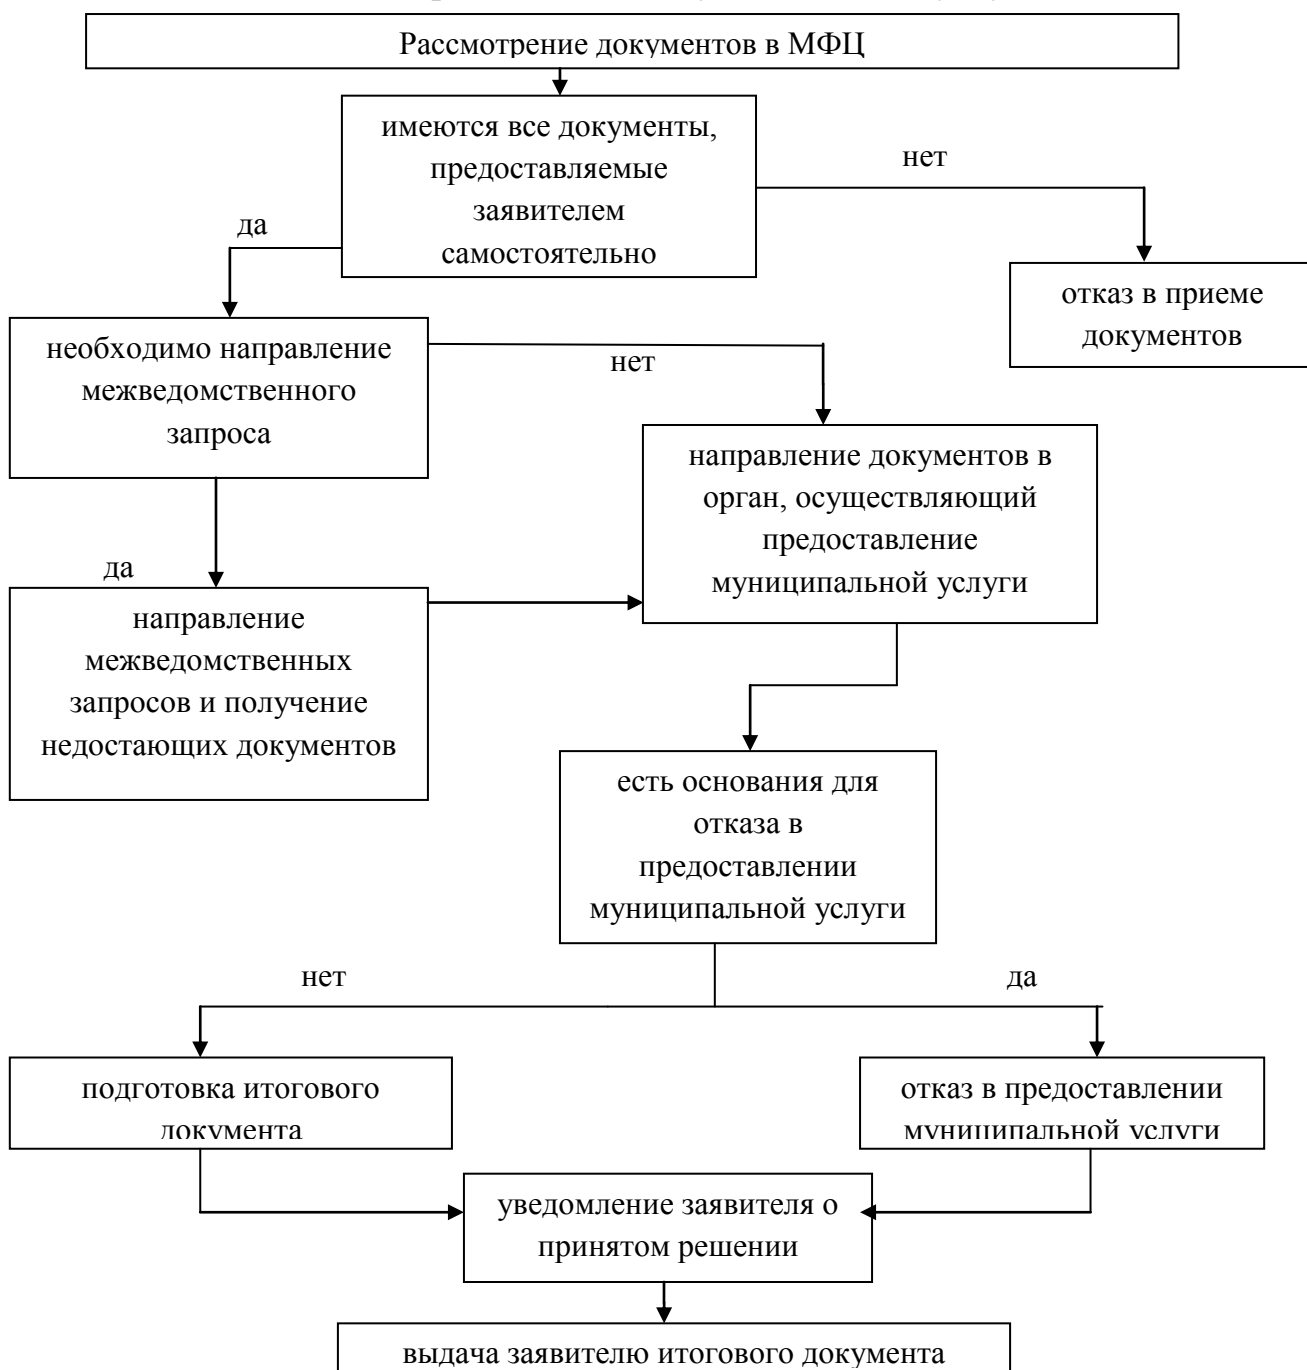 Рассмотрение документов в МФЦ
имеются все документы,
предоставляемые
заявителем
самостоятельно
нет
да
отказ в приеме
документов
необходимо направление
межведомственного
запроса
нет
направление документов в
орган, осуществляющий
предоставление
муниципальной услуги
да
направление
межведомственных
запросов и получение
недостающих документов
есть основания для
отказа в
предоставлении
муниципальной услуги
нет
да
подготовка итогового
документа
отказ в предоставлении
муниципальной услуги
уведомление заявителя о
принятом решении
выдача заявителю итогового документа